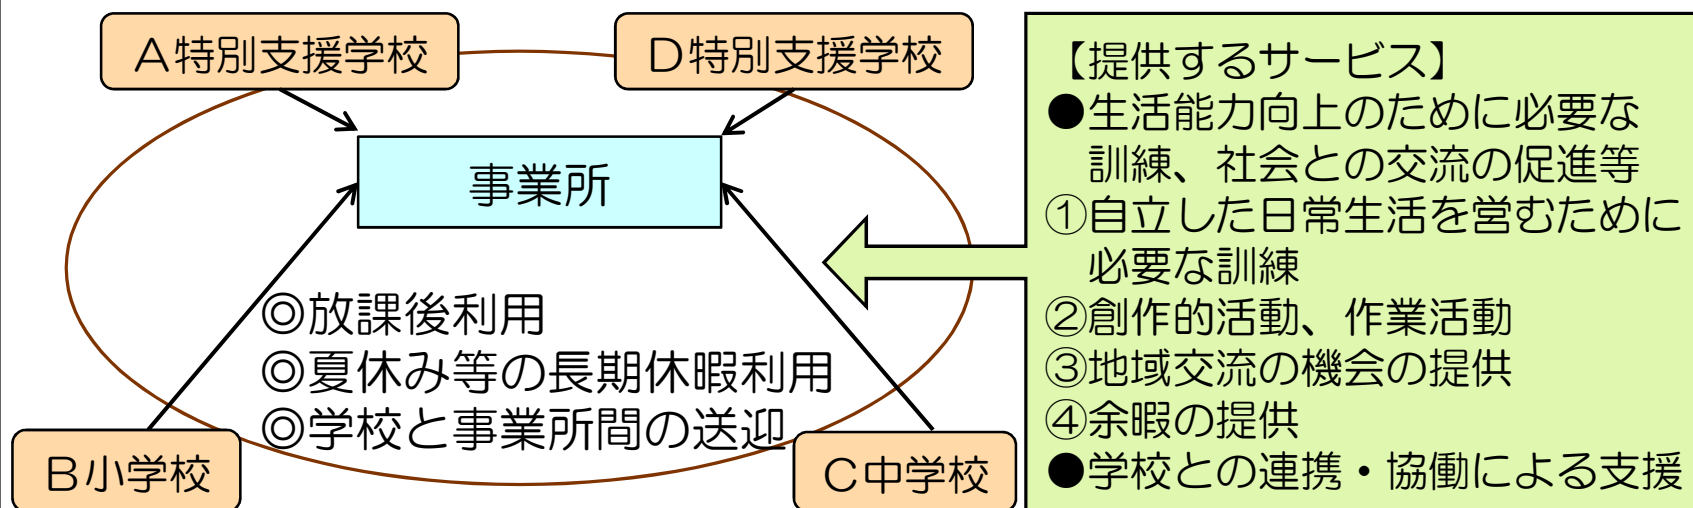 A特別支援学校
D特別支援学校
事業所
◎放課後利用
◎夏休み等の長期休暇利用
◎学校と事業所間の送迎
B小学校
C中学校
【提供するサービス】
●生活能力向上のために必要な
訓練、社会との交流の促進等
①自立した日常生活を営むために
必要な訓練
②創作的活動、作業活動
③地域交流の機会の提供
④余暇の提供
●学校との連携・協働による支援